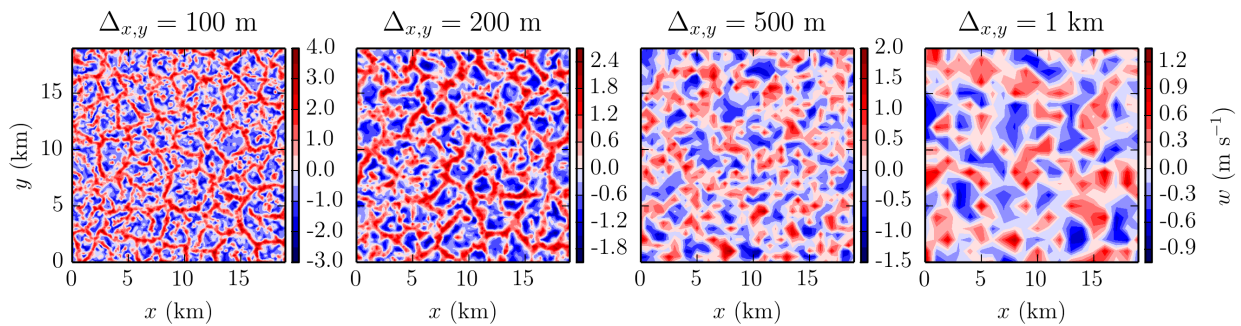 Δx,y = 100 m
Δx,y = 200 m
Δx,y = 500 m
Δx,y = 1 km
y (km)
15
10
5
0
0 5 10 15
x (km)
4.0
3.0
2.0
1.0
0.0
-1.0
-2.0
-3.0
0 5 10 15
x (km)
2.4
1.8
1.2
0.6
0.0
-0.6
-1.2
-1.8
0 5 10 15
x (km)
2.0
1.5
1.0
0.5
0.0
-0.5
-1.0
-1.5
0 5 10 15
x (km)
1.2
0.9
0.6
0.3
0.0
-0.3
-0.6
-0.9
w (m s⁻¹)